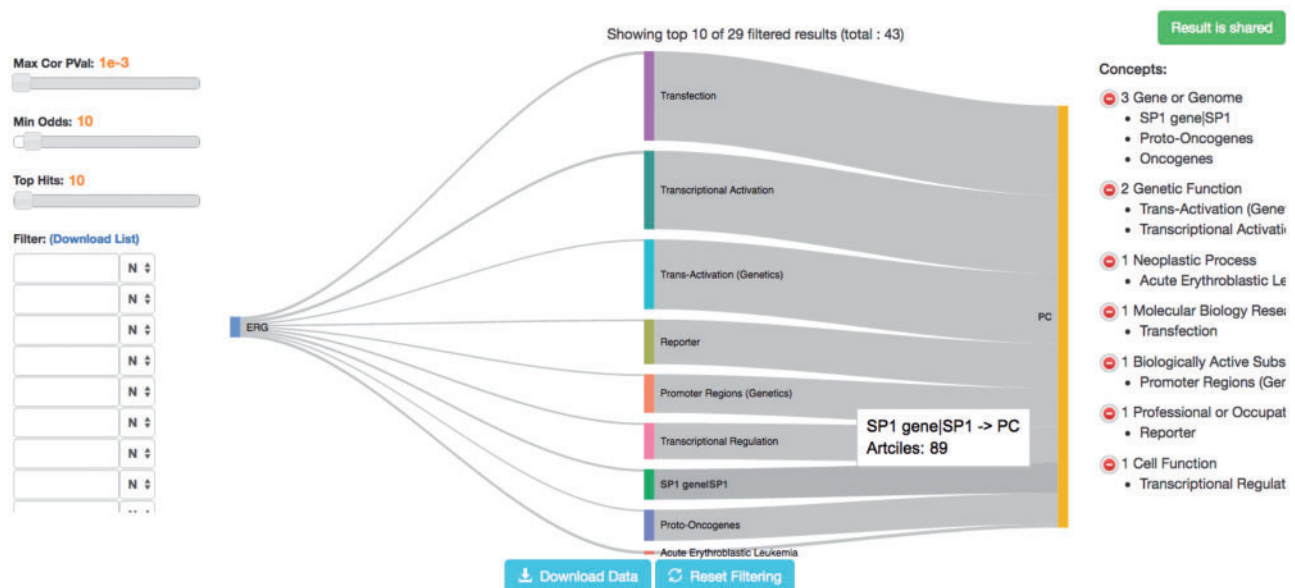 Showing top 10 of 29 filtered results (total : 43)
Result is shared
Max Cor PVal: 1e-3
Min Odds: 10
Top Hits: 10
Filter: (Download List)
N
N
N
N
N
N
N
N
ERG
Transfection
Transcriptional Activation
Trans-Activation (Genetics)
Reporter
Promoter Regions (Genetics)
Transcriptional Regulation
SP1 gene|SP1
Proto-Oncogenes
Acute Erythroblastic Leukemia
PC
SP1 gene|SP1 -> PC
Artciles: 89
Concepts:
3 Gene or Genome
• SP1 gene|SP1
• Proto-Oncogenes
• Oncogenes
2 Genetic Function
• Trans-Activation (Gene
• Transcriptional Activati
1 Neoplastic Process
• Acute Erythroblastic Le
1 Molecular Biology Resea
• Transfection
1 Biologically Active Subs
• Promoter Regions (Ger
1 Professional or Occupat
• Reporter
1 Cell Function
• Transcriptional Regulat
Download Data
Reset Filtering